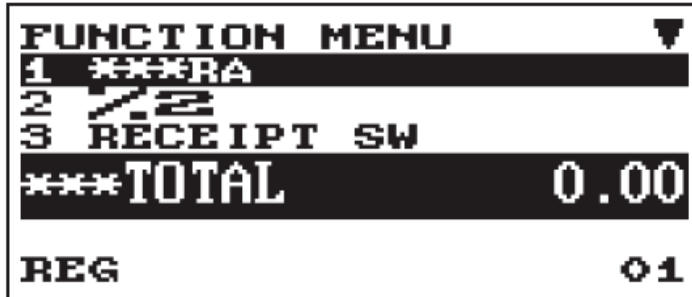 FUNCTION MENU ▼
1 ***RA
2 %2
3 RECEIPT SW
***TOTAL 0.00
REG 01